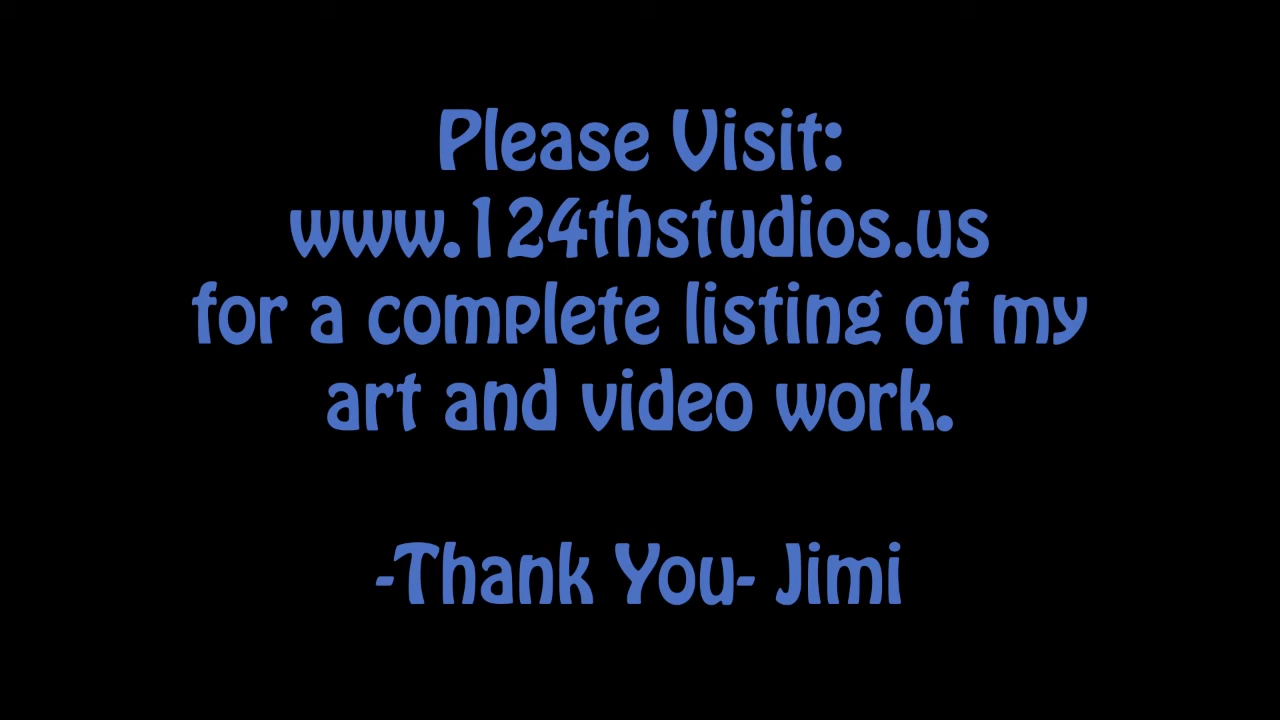 Please Visit:
www.124thstudios.us
for a complete listing of my
art and video work.
-Thank You- Jimi